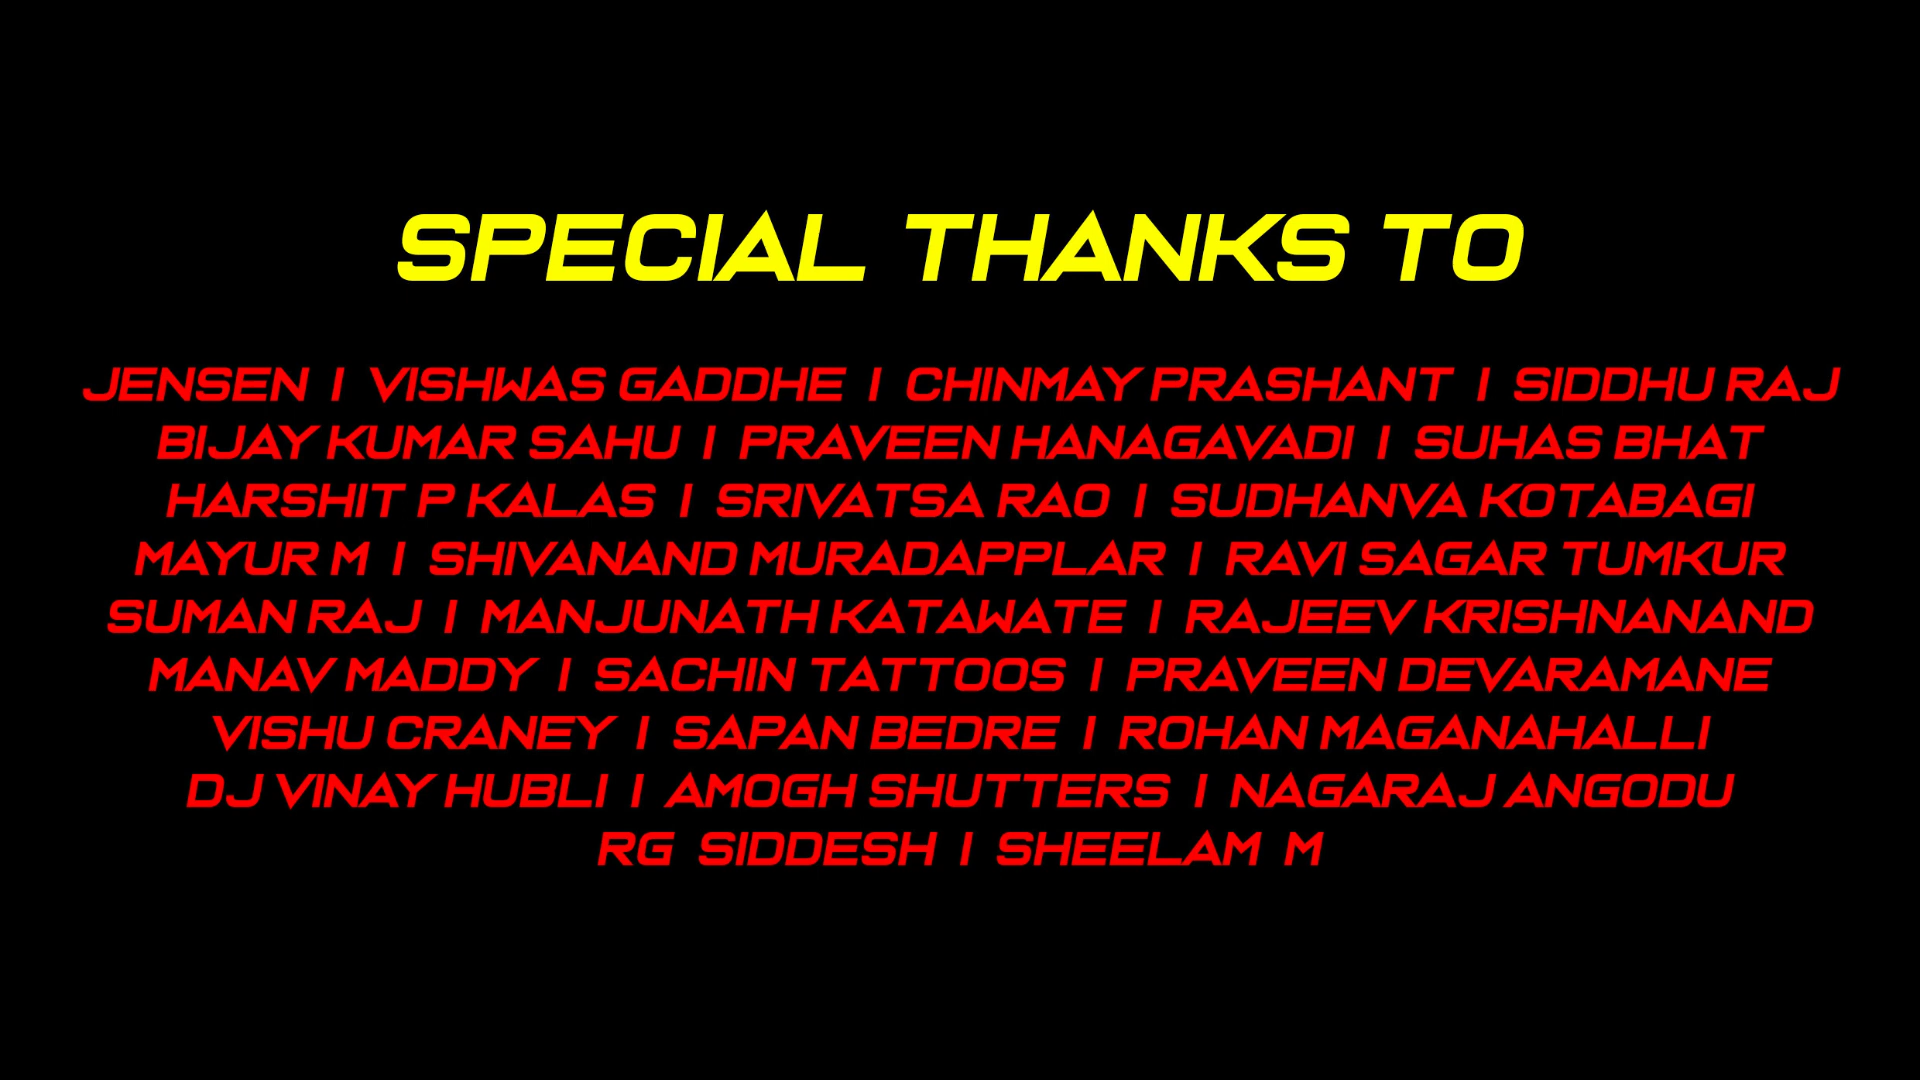 SPECIAL THANKS TO
JENSEN | VISHWAS GADDHE | CHINMAY PRASHANT | SIDDHU RAJ
BIJAY KUMAR SAHU | PRAVEEN HANAGAVADI | SUHAS BHAT
HARSHIT P KALAS | SRIVATSA RAO | SUDHANVA KOTABAGI
MAYUR M | SHIVANAND MURADAPPLAR | RAVI SAGAR TUMKUR
SUMAN RAJ | MANJUNATH KATAWATE | RAJEEV KRISHNANAND
MANAV MADDY | SACHIN TATTOOS | PRAVEEN DEVARAMANE
VISHU CRANEY | SAPAN BEDRE | ROHAN MAGANAHALLI
DJ VINAY HUBLI | AMOGH SHUTTERS | NAGARAJ ANGODU
RG SIDDESH | SHEELAM M